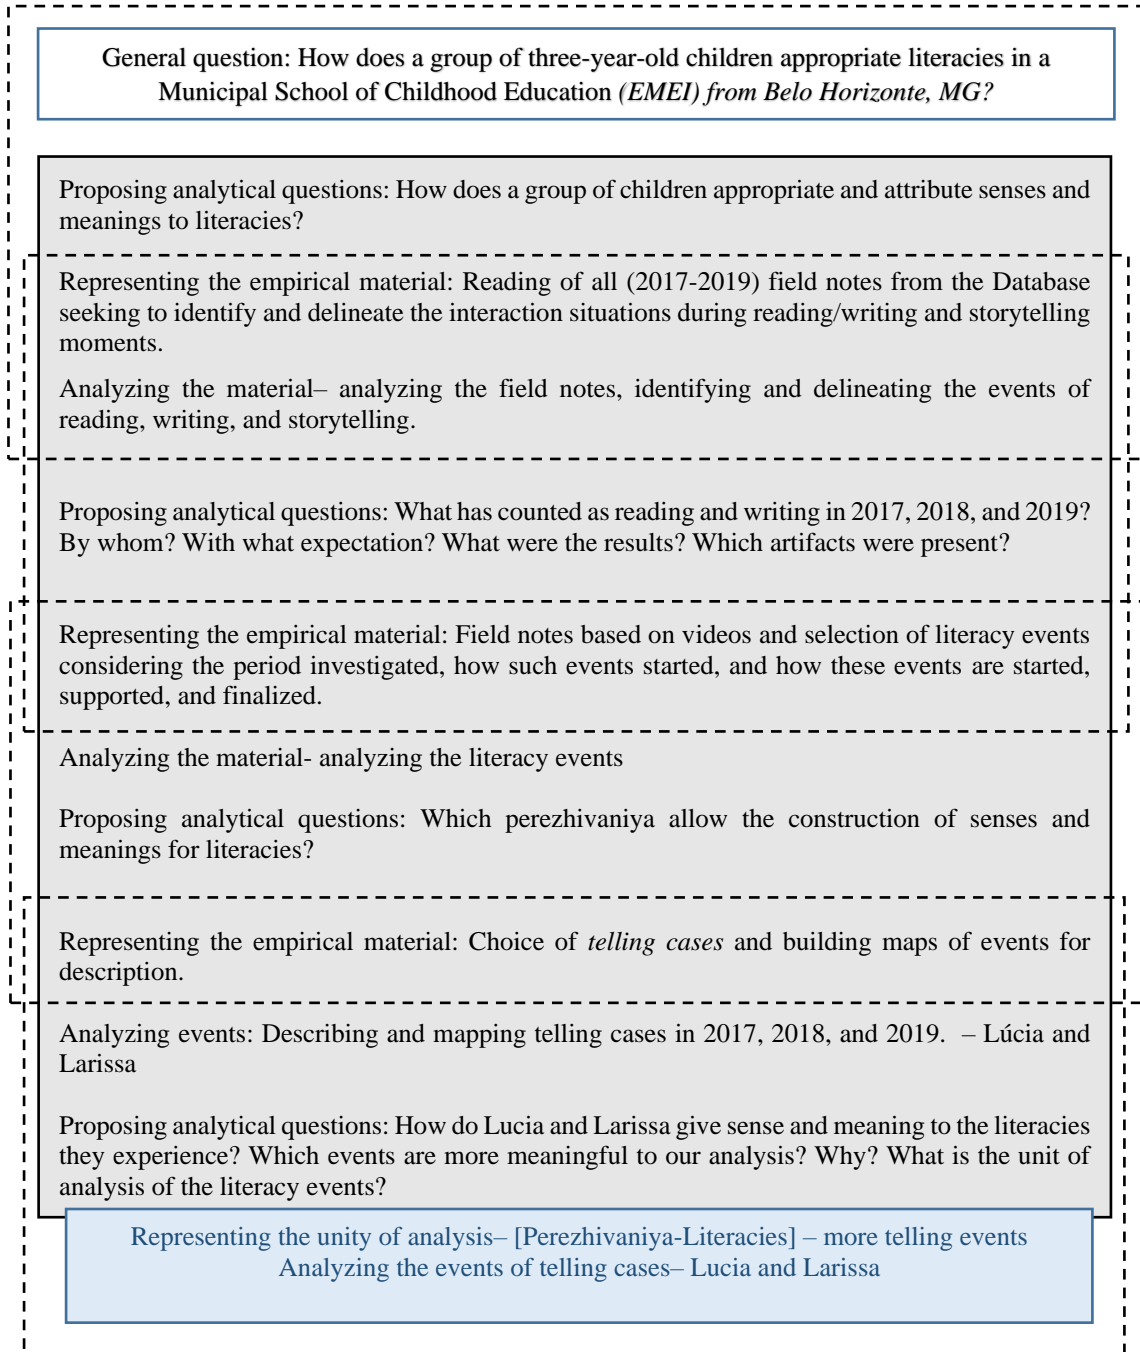 General question: How does a group of three-year-old children appropriate literacies in a
Municipal School of Childhood Education (EMEI) from Belo Horizonte, MG?
Proposing analytical questions: How does a group of children appropriate and attribute senses and
meanings to literacies?
Representing the empirical material: Reading of all (2017-2019) field notes from the Database
seeking to identify and delineate the interaction situations during reading/writing and storytelling
moments.
Analyzing the material– analyzing the field notes, identifying and delineating the events of
reading, writing, and storytelling.
Proposing analytical questions: What has counted as reading and writing in 2017, 2018, and 2019?
By whom? With what expectation? What were the results? Which artifacts were present?
Representing the empirical material: Field notes based on videos and selection of literacy events
considering the period investigated, how such events started, and how these events are started,
supported, and finalized.
Analyzing the material- analyzing the literacy events
Proposing analytical questions: Which perezhivaniya allow the construction of senses and
meanings for literacies?
Representing the empirical material: Choice of telling cases and building maps of events for
description.
Analyzing events: Describing and mapping telling cases in 2017, 2018, and 2019. – Lúcia and
Larissa
Proposing analytical questions: How do Lucia and Larissa give sense and meaning to the literacies
they experience? Which events are more meaningful to our analysis? Why? What is the unit of
analysis of the literacy events?
Representing the unity of analysis– [Perezhivaniya-Literacies] – more telling events
Analyzing the events of telling cases– Lucia and Larissa